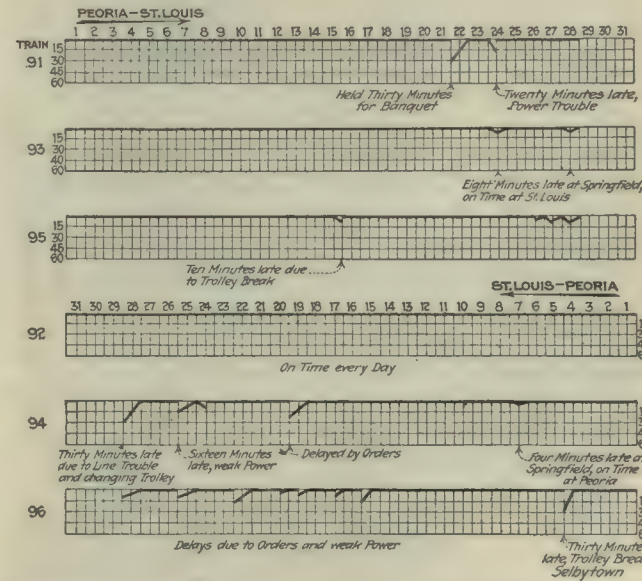 PEORIA-ST.LOUIS
1 2 3 4 5 6 7 8 9 10 11 12 13 14 15 16 17 18 19 20 21 22 23 24 25 26 27 28 29 30 31
TRAIN
91
15
30
45
60
Held Thirty Minutes
for Banquet
Twenty Minutes late,
Power Trouble
93
15
30
40
60
Eight Minutes late at Springfield,
on Time at St. Louis
95
15
30
45
60
Ten Minutes late due
to Trolley Break
ST.LOUIS-PEORIA
31 30 29 28 27 26 25 24 23 22 21 20 19 18 17 16 15 14 13 12 11 10 9 8 7 6 5 4 3 2 1
92
On Time every Day
94
Thirty Minutes late
due to Line Trouble
and changing Trolley
Sixteen Minutes
late, weak Power
Delayed by Orders
Four Minutes late
Springfield, on Time
at Peoria
96
Delays due to Orders and weak Power
Thirty
late, Trolley
Selbytown